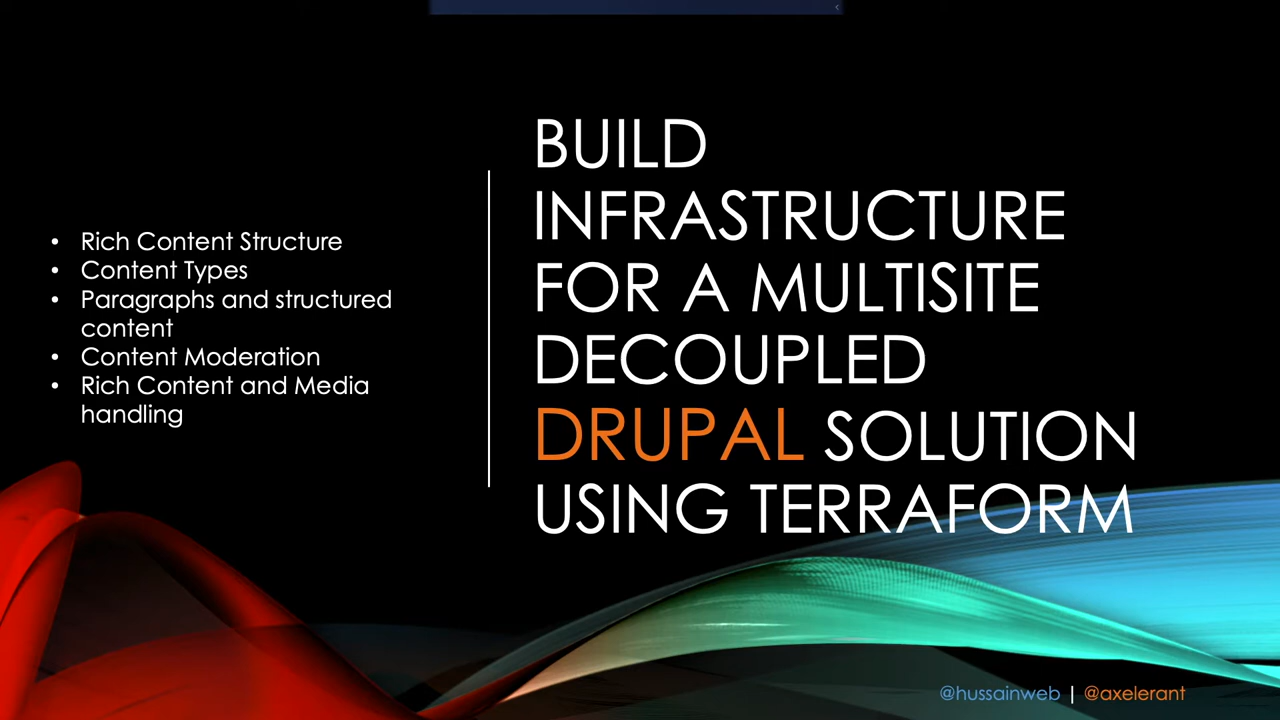 • Rich Content Structure
• Content Types
• Paragraphs and structured
content
• Content Moderation
• Rich Content and Media
handling
BUILD
INFRASTRUCTURE
FOR A MULTISITE
DECOUPLED
DRUPAL SOLUTION
USING TERRAFORM
@hussainweb | @axelerant